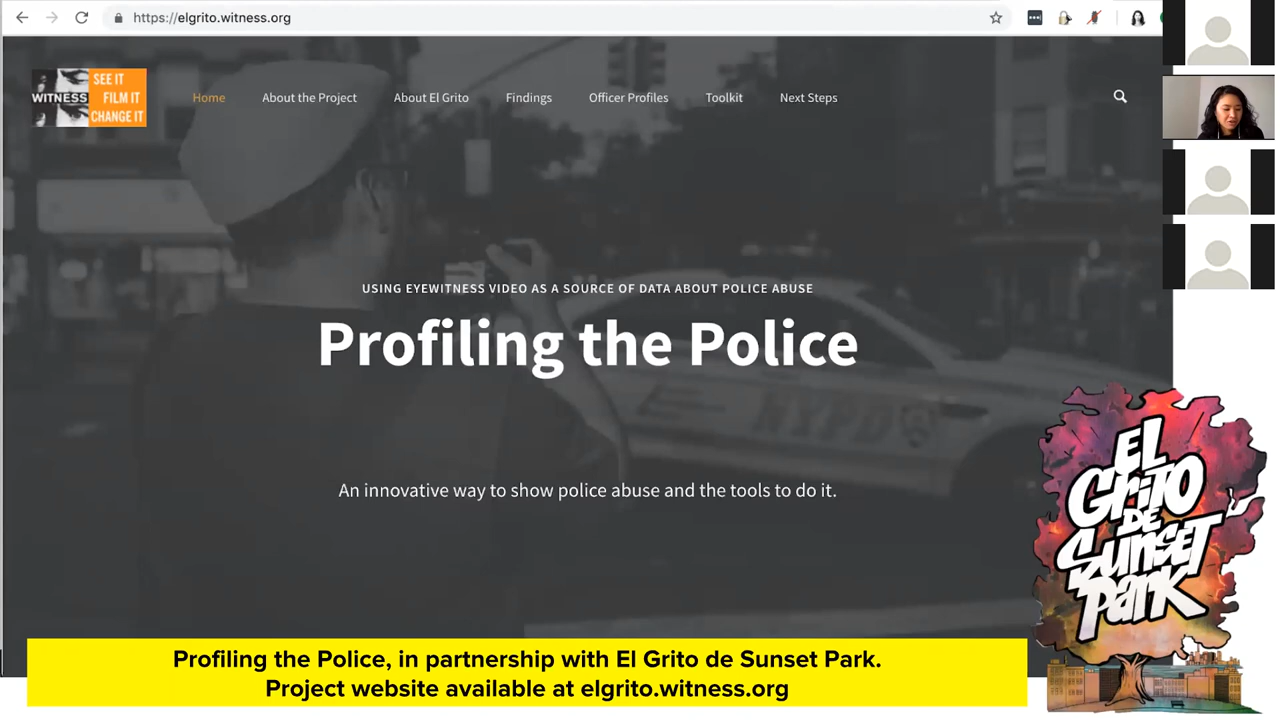 https://elgrito.witness.org
WITNESS
SEE IT
FILM IT
CHANGE IT
Home
About the Project
About El Grito
Findings
Officer Profiles
Toolkit
Next Steps
USING EYEWITNESS VIDEO AS A SOURCE OF DATA ABOUT POLICE ABUSE
Profiling the Police
NYPD
An innovative way to show police abuse and the tools to do it.
EL
GRITO
DE
SUNSET
PARK
Profiling the Police, in partnership with El Grito de Sunset Park.
Project website available at elgrito.witness.org